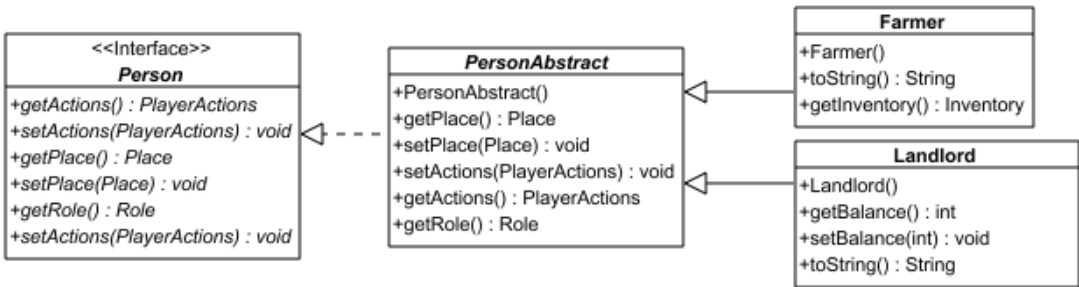 <<Interface>>
Person
+getActions() : PlayerActions
+setActions(PlayerActions) : void
+getPlace() : Place
+setPlace(Place) : void
+getRole() : Role
+setActions(PlayerActions) : void
PersonAbstract
+PersonAbstract()
+getPlace() : Place
+setPlace(Place) : void
+setActions(PlayerActions) : void
+getActions() : PlayerActions
+getRole() : Role
Farmer
+Farmer()
+toString() : String
+getInventory() : Inventory
Landlord
+Landlord()
+getBalance() : int
+setBalance(int) : void
+toString() : String